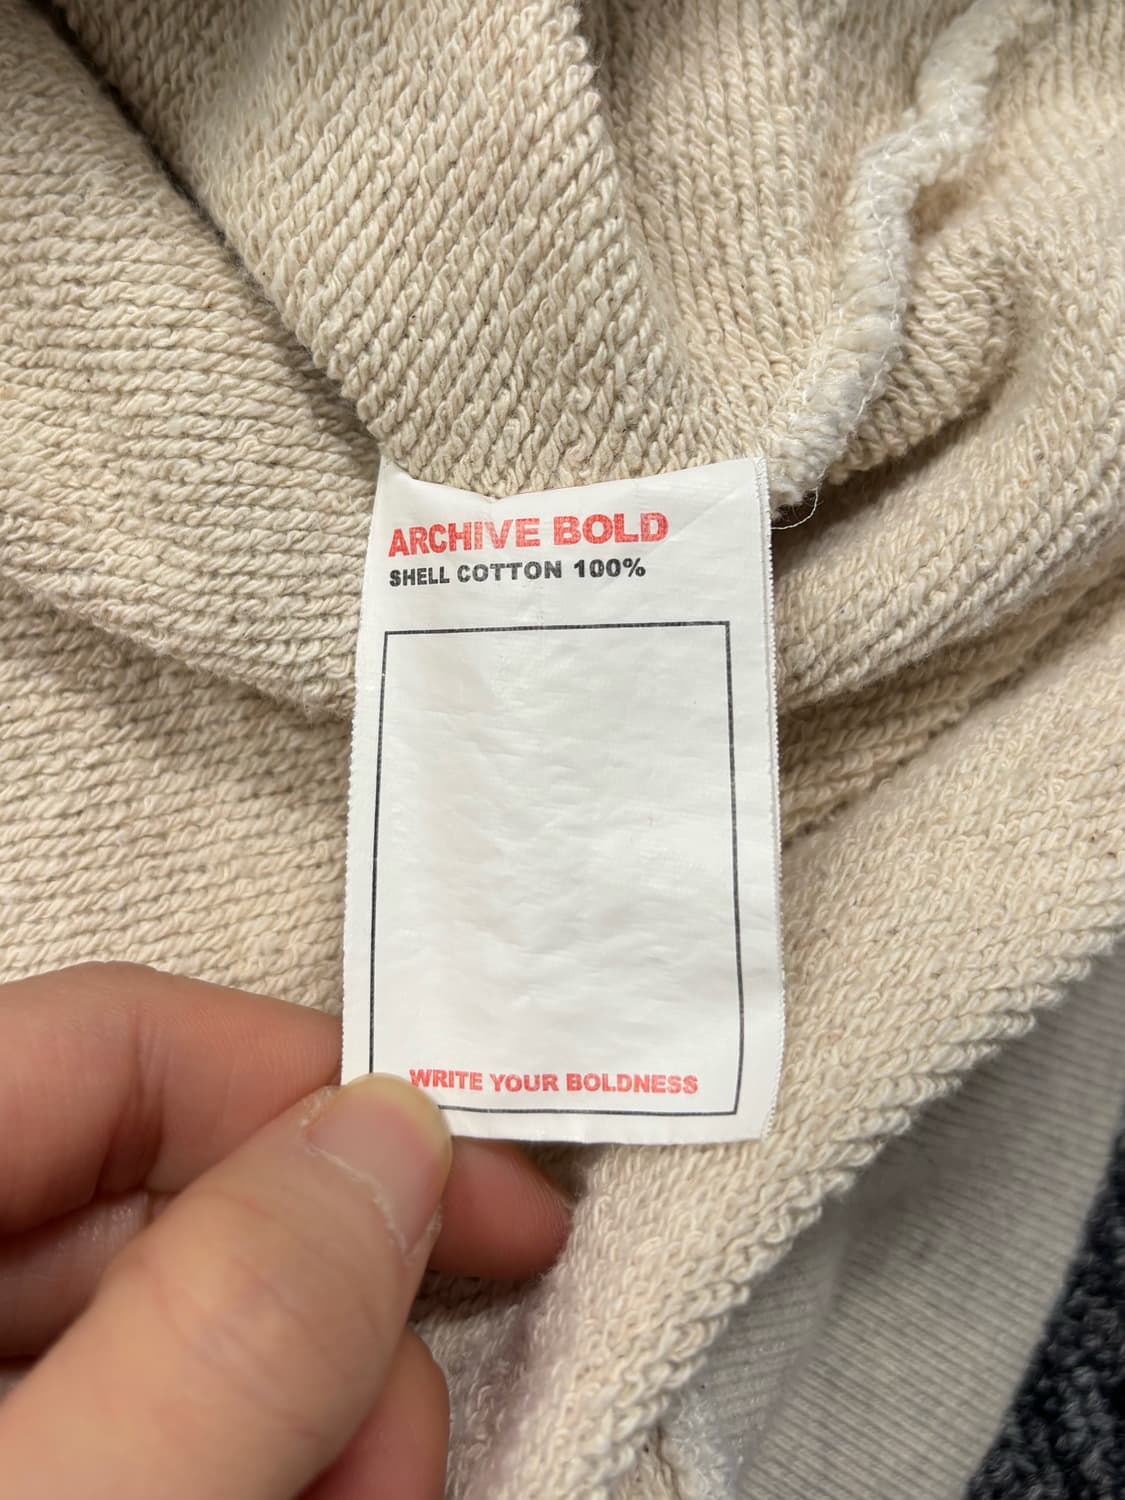 ARCHIVE BOLD
SHELL COTTON 100%
WRITE YOUR BOLDNESS